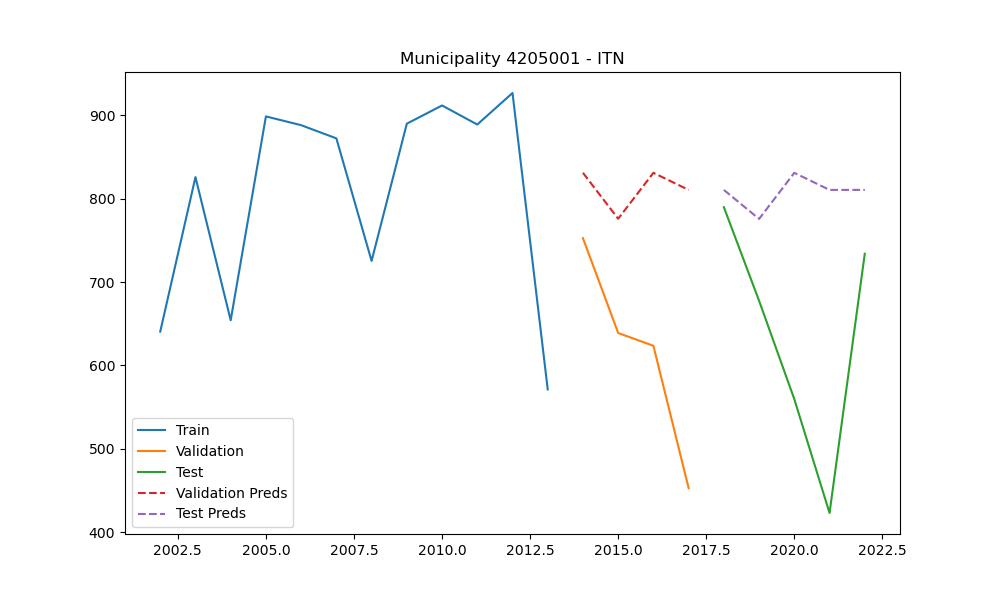 Municipality 4205001 - ITN
900
800
700
600
500
400
Train
Validation
Test
Validation Preds
Test Preds
2002.5 2005.0 2007.5 2010.0 2012.5 2015.0 2017.5 2020.0 2022.5